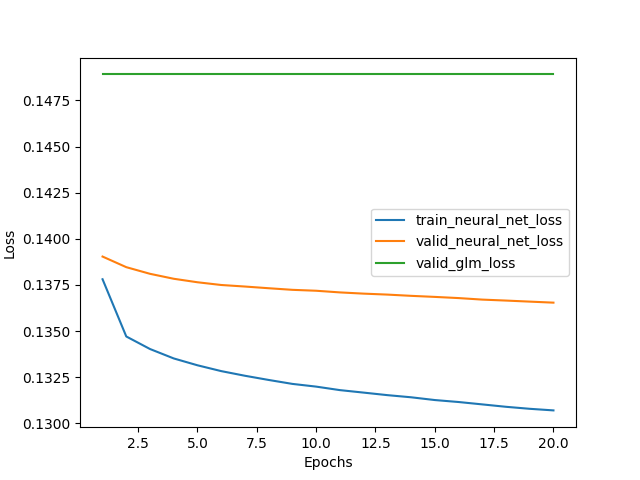 0.1475
0.1450
0.1425
0.1400
0.1375
0.1350
0.1325
0.1300
Loss
train_neural_net_loss
valid_neural_net_loss
valid_glm_loss
2.5 5.0 7.5 10.0 12.5 15.0 17.5 20.0
Epochs